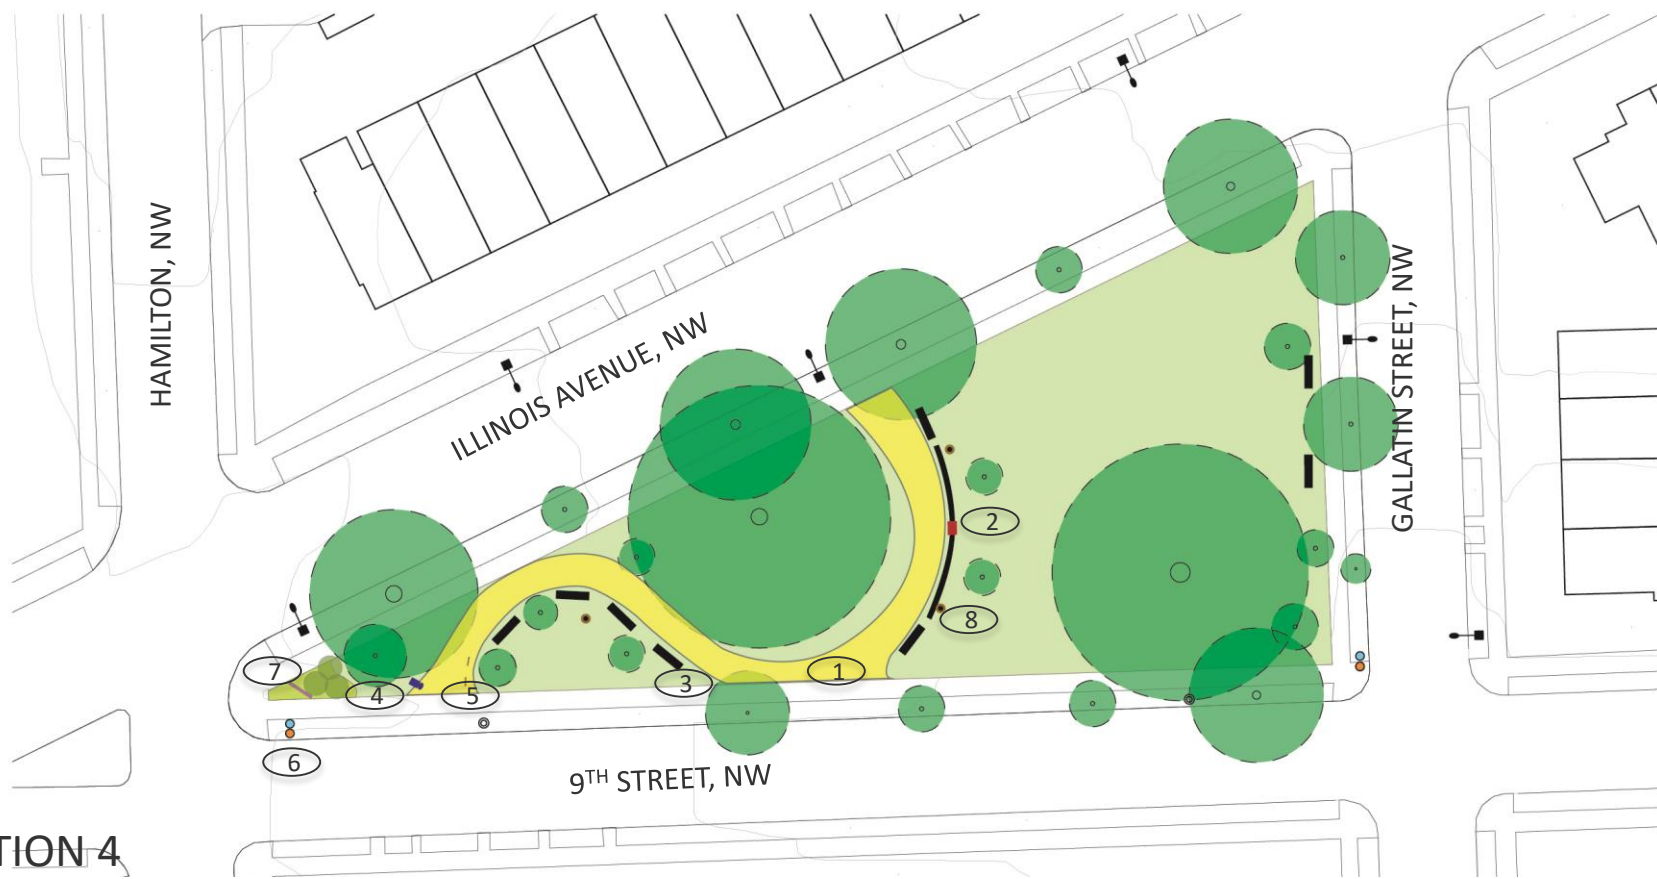 HAMILTON, NW
ILLINOIS AVENUE, NW
GALLATIN STREET, NW
2
8
7
4
5
3
1
6
9TH STREET, NW
TION 4